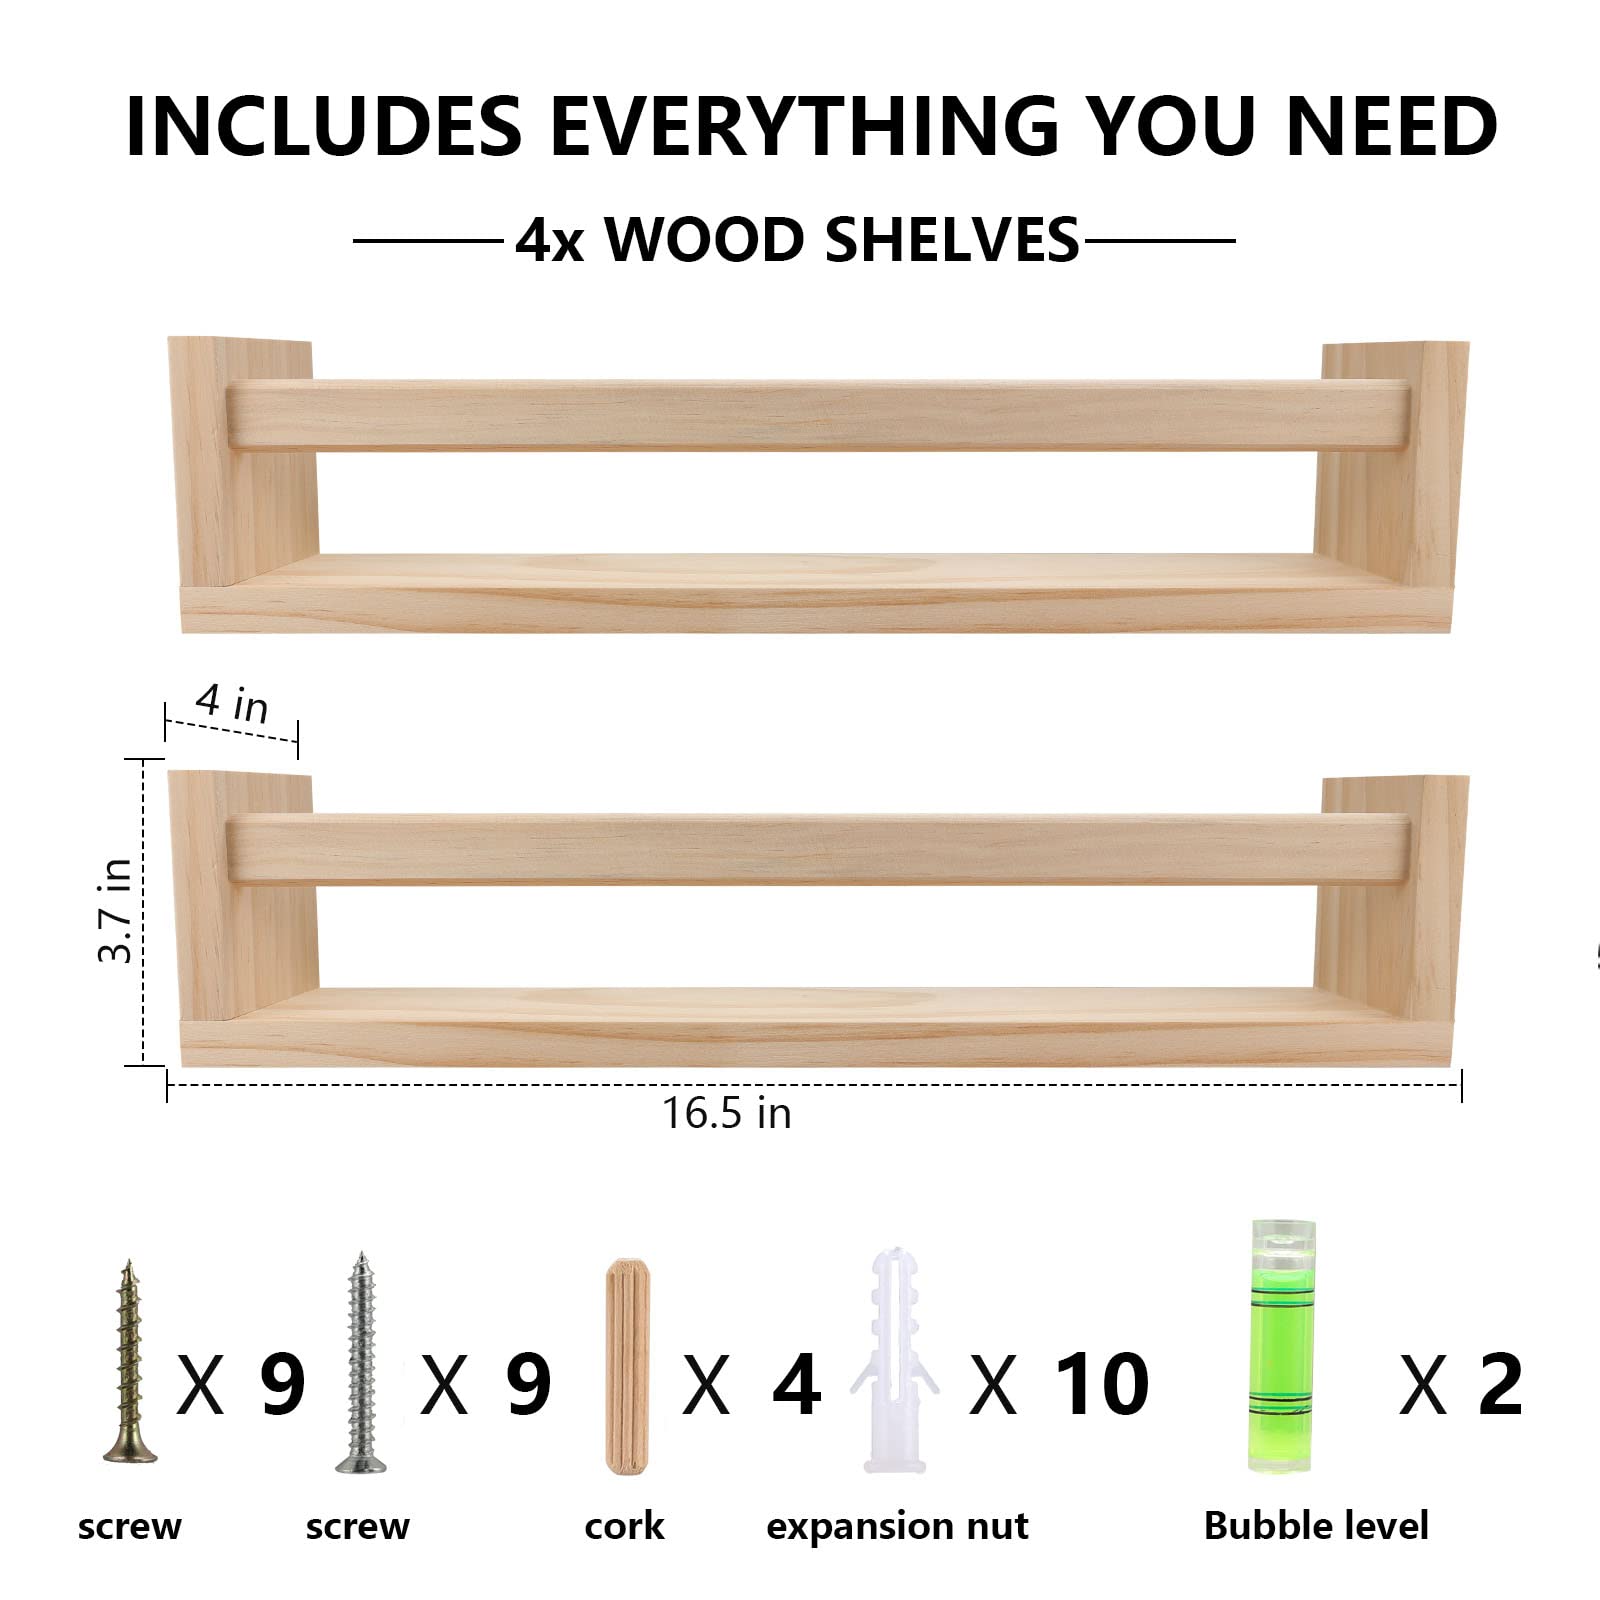 INCLUDES EVERYTHING YOU NEED
4x WOOD SHELVES
4 in
3.7 in
16.5 in
X 9
X 9
X 4
X 10
X 2
screw
screw
cork
expansion nut
Bubble level